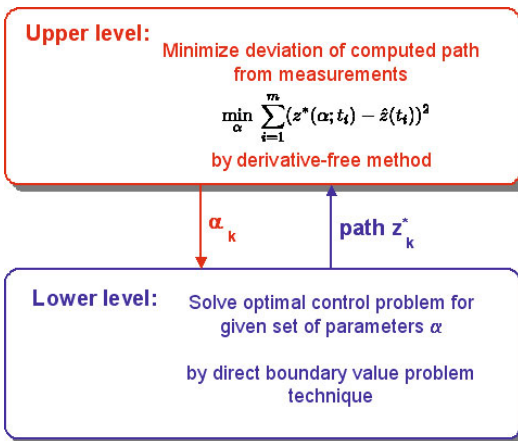 Upper level:
Minimize deviation of computed path
from measurements
min_α ∑_{i=1}^{m} (z*(α; t_i) − ẑ(t_i))²
by derivative-free method
α_k
path z*_k
Lower level:
Solve optimal control problem for
given set of parameters α
by direct boundary value problem
technique